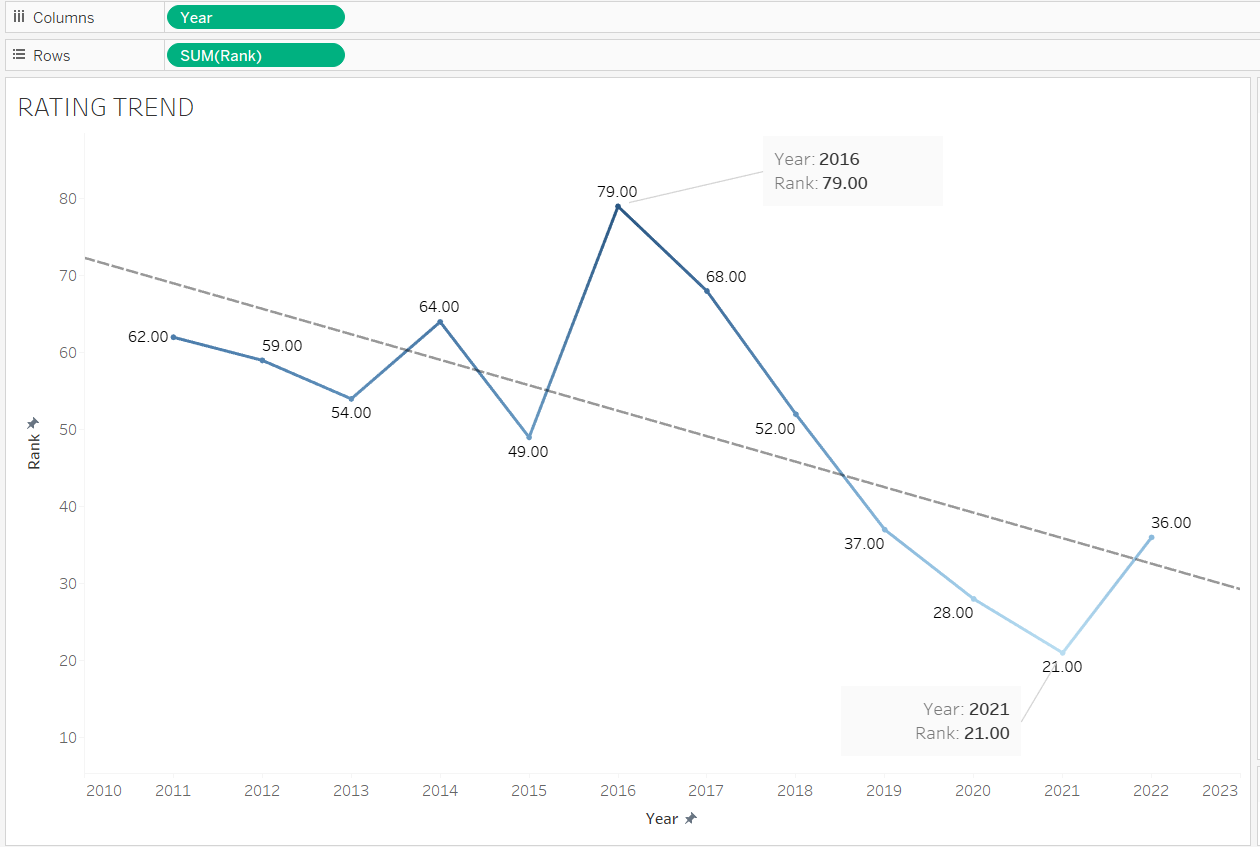 Columns
Year
Rows
SUM(Rank)
RATING TREND
Year: 2016
Rank: 79.00
80
79.00
70
68.00
64.00
62.00
59.00
60
54.00
52.00
50
49.00
Rank
40
37.00
36.00
30
28.00
20
21.00
Year: 2021
Rank: 21.00
10
2010 2011 2012 2013 2014 2015 2016 2017 2018 2019 2020 2021 2022 2023
Year